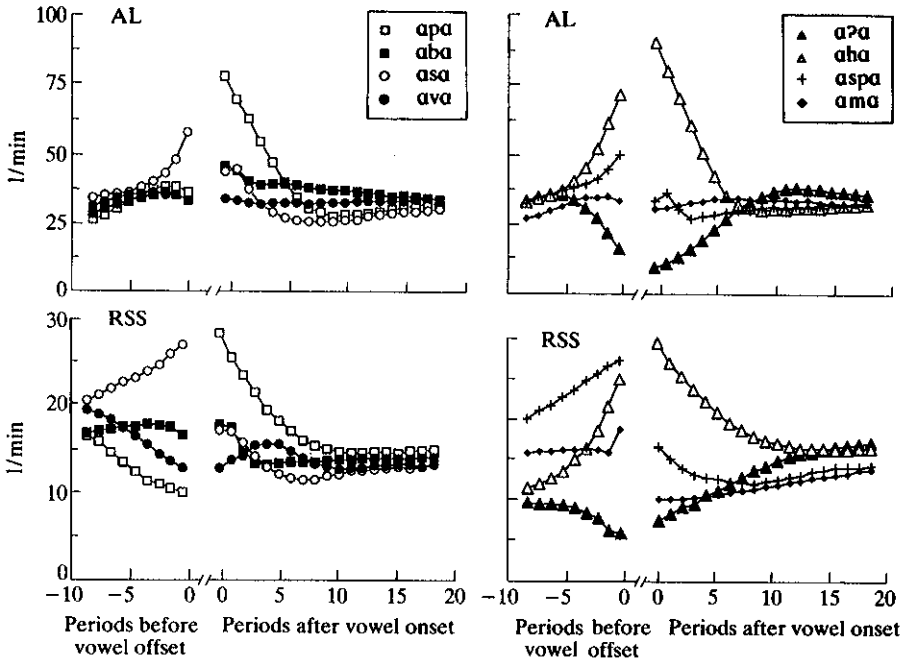 AL
100
75
50
25
0
l/min
apa
aba
asa
ava
AL
aʔa
aha
aspa
ama
RSS
30
20
10
0
l/min
−10 −5 0 0 5 10 15 20
Periods before
vowel offset
Periods after vowel onset
RSS
−10 −5 0 0 5 10 15 20
Periods before
vowel offset
Periods after vowel onset